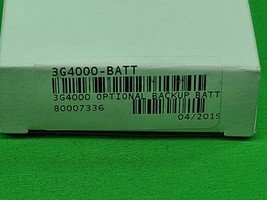 3G4000-BATT
3G4000 OPTIONAL BACKUP BATT
80007336
04/2019